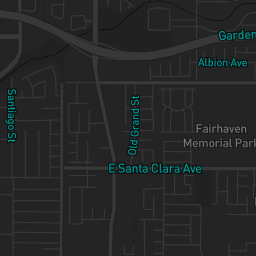 Garden
Albion Ave
Santiago St
Old Grand St
Fairhaven
Memorial Park
E Santa Clara Ave